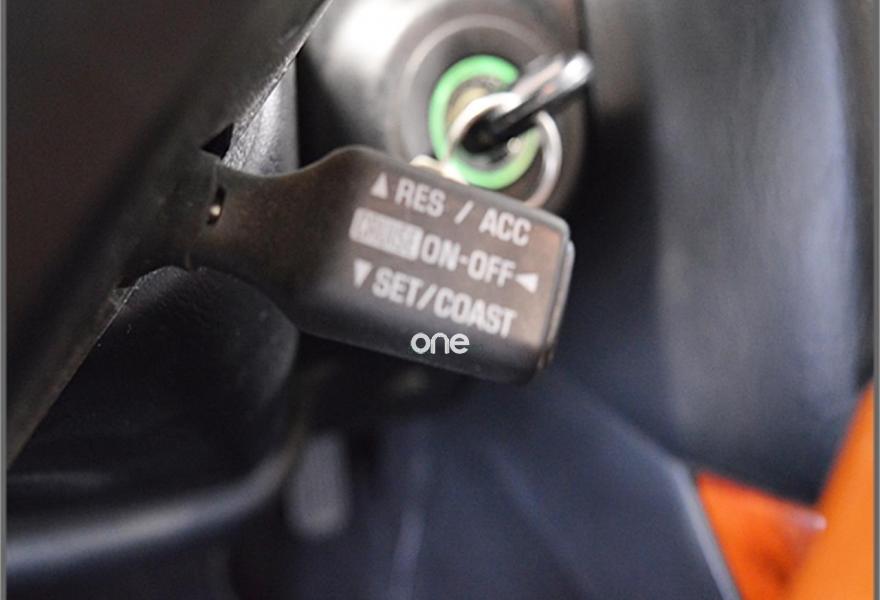 ▲ RES / ACC
CRUISE ON-OFF ◄
▼ SET/COAST
one